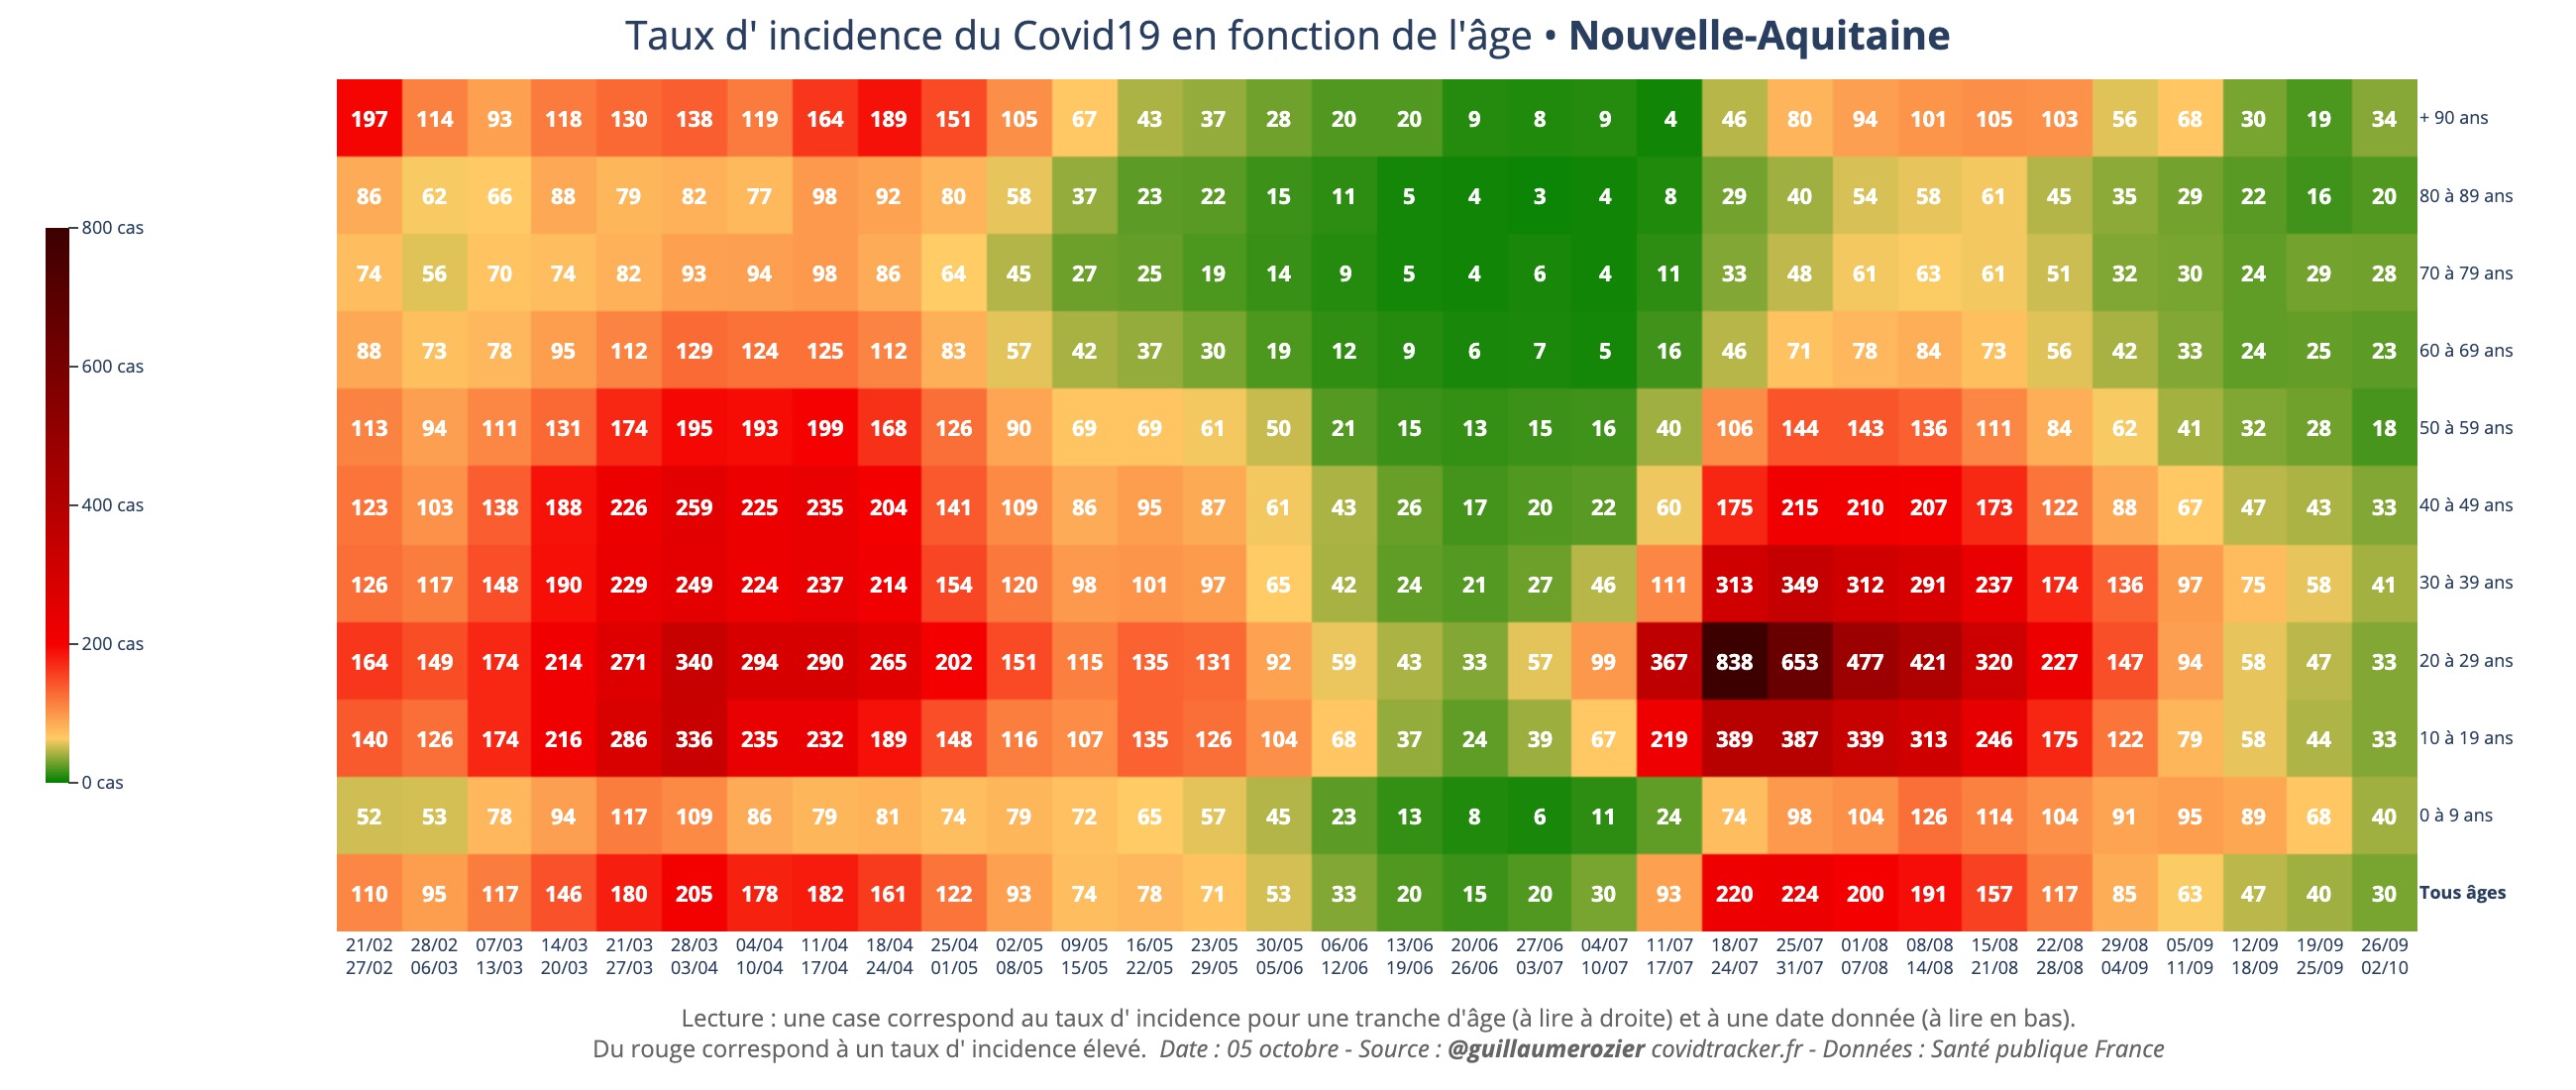 Taux d' incidence du Covid19 en fonction de l'âge • Nouvelle-Aquitaine
800 cas
600 cas
400 cas
200 cas
0 cas
197 114 93 118 130 138 119 164 189 151 105 67 43 37 28 20 20 9 8 9 4 46 80 94 101 105 103 56 68 30 19 34 + 90 ans
86 62 66 88 79 82 77 98 92 80 58 37 23 22 15 11 5 4 3 4 8 29 40 54 58 61 45 35 29 22 16 20 80 à 89 ans
74 56 70 74 82 93 94 98 86 64 45 27 25 19 14 9 5 4 6 4 11 33 48 61 63 61 51 32 30 24 29 28 70 à 79 ans
88 73 78 95 112 129 124 125 112 83 57 42 37 30 19 12 9 6 7 5 16 46 71 78 84 73 56 42 33 24 25 23 60 à 69 ans
113 94 111 131 174 195 193 199 168 126 90 69 69 61 50 21 15 13 15 16 40 106 144 143 136 111 84 62 41 32 28 18 50 à 59 ans
123 103 138 188 226 259 225 235 204 141 109 86 95 87 61 43 26 17 20 22 60 175 215 210 207 173 122 88 67 47 43 33 40 à 49 ans
126 117 148 190 229 249 224 237 214 154 120 98 101 97 65 42 24 21 27 46 111 313 349 312 291 237 174 136 97 75 58 41 30 à 39 ans
164 149 174 214 271 340 294 290 265 202 151 115 135 131 92 59 43 33 57 99 367 838 653 477 421 320 227 147 94 58 47 33 20 à 29 ans
140 126 174 216 286 336 235 232 189 148 116 107 135 126 104 68 37 24 39 67 219 389 387 339 313 246 175 122 79 58 44 33 10 à 19 ans
52 53 78 94 117 109 86 79 81 74 79 72 65 57 45 23 13 8 6 11 24 74 98 104 126 114 104 91 95 89 68 40 0 à 9 ans
110 95 117 146 180 205 178 182 161 122 93 74 78 71 53 33 20 15 20 30 93 220 224 200 191 157 117 85 63 47 40 30 Tous âges
21/02 28/02 07/03 14/03 21/03 28/03 04/04 11/04 18/04 25/04 02/05 09/05 16/05 23/05 30/05 06/06 13/06 20/06 27/06 04/07 11/07 18/07 25/07 01/08 08/08 15/08 22/08 29/08 05/09 12/09 19/09 26/09
27/02 06/03 13/03 20/03 27/03 03/04 10/04 17/04 24/04 01/05 08/05 15/05 22/05 29/05 05/06 12/06 19/06 26/06 03/07 10/07 17/07 24/07 31/07 07/08 14/08 21/08 28/08 04/09 11/09 18/09 25/09 02/10
Lecture : une case correspond au taux d' incidence pour une tranche d'âge (à lire à droite) et à une date donnée (à lire en bas).
Du rouge correspond à un taux d' incidence élevé. Date : 05 octobre - Source : @guillaumerozier covidtracker.fr - Données : Santé publique France